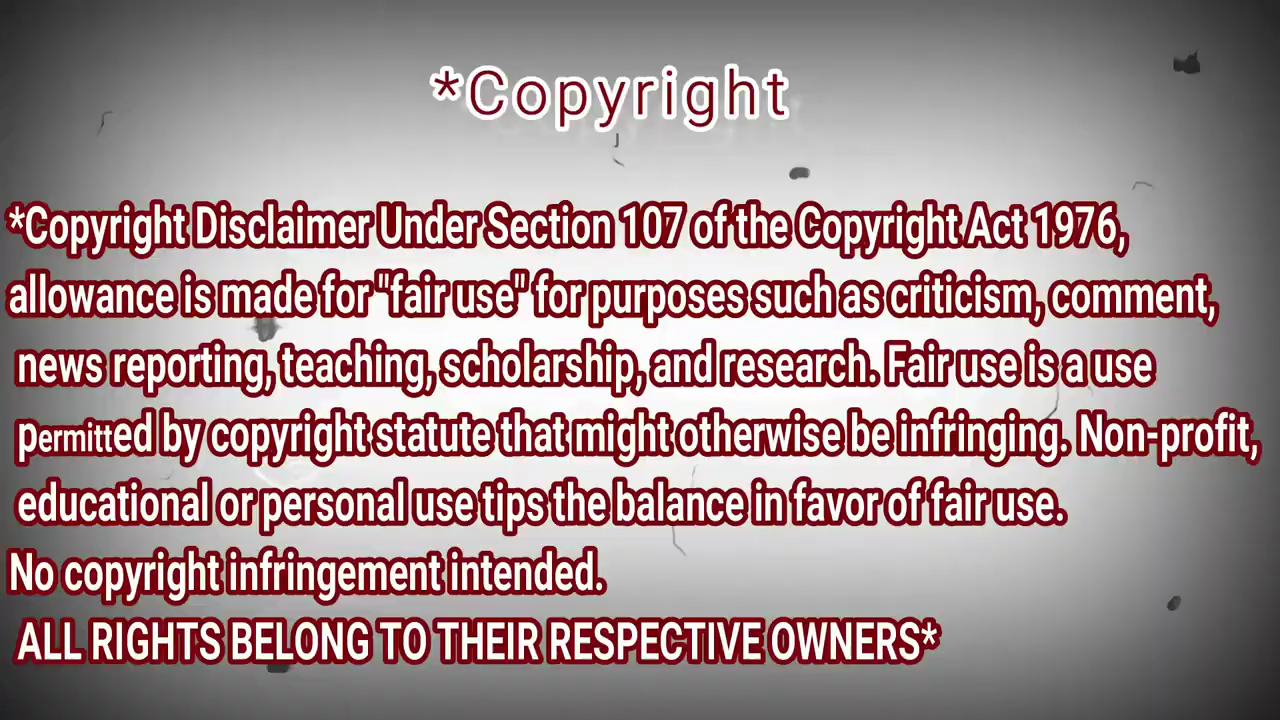 *Copyright
*Copyright Disclaimer Under Section 107 of the Copyright Act 1976,
allowance is made for "fair use" for purposes such as criticism, comment,
news reporting, teaching, scholarship, and research. Fair use is a use
permitted by copyright statute that might otherwise be infringing. Non-profit,
educational or personal use tips the balance in favor of fair use.
No copyright infringement intended.
ALL RIGHTS BELONG TO THEIR RESPECTIVE OWNERS*